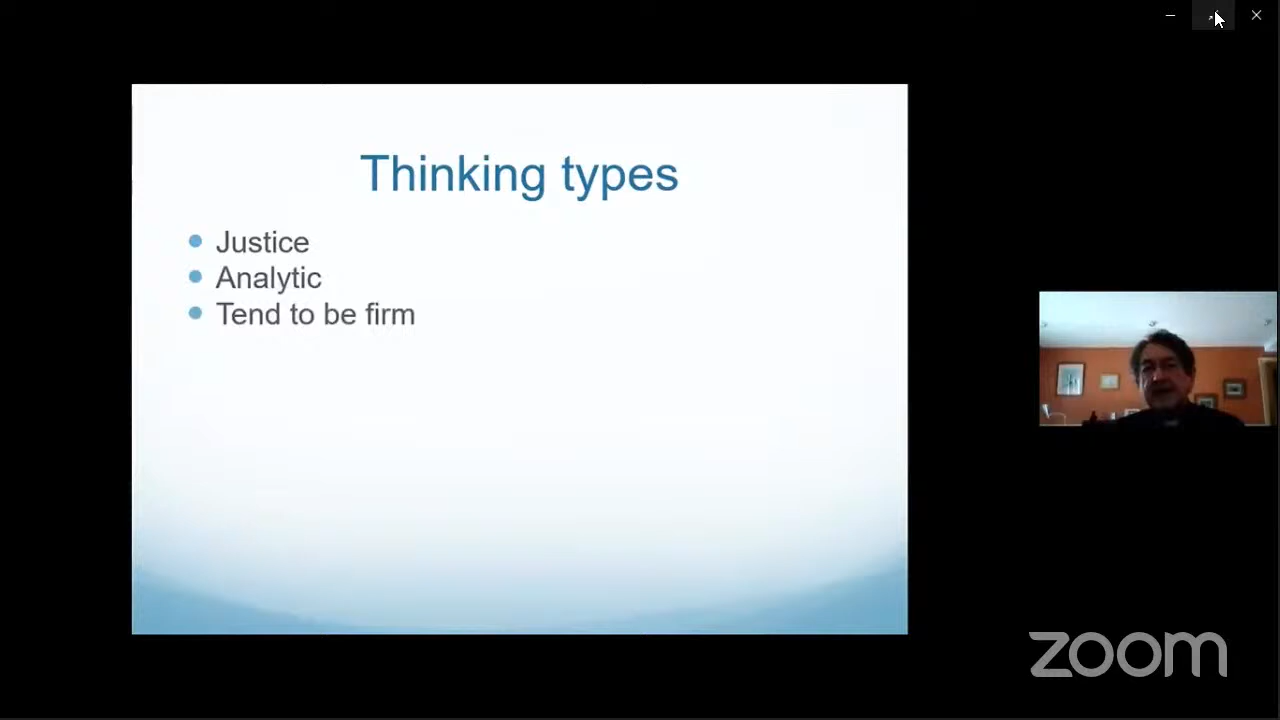 Thinking types
Justice
Analytic
Tend to be firm
zoom